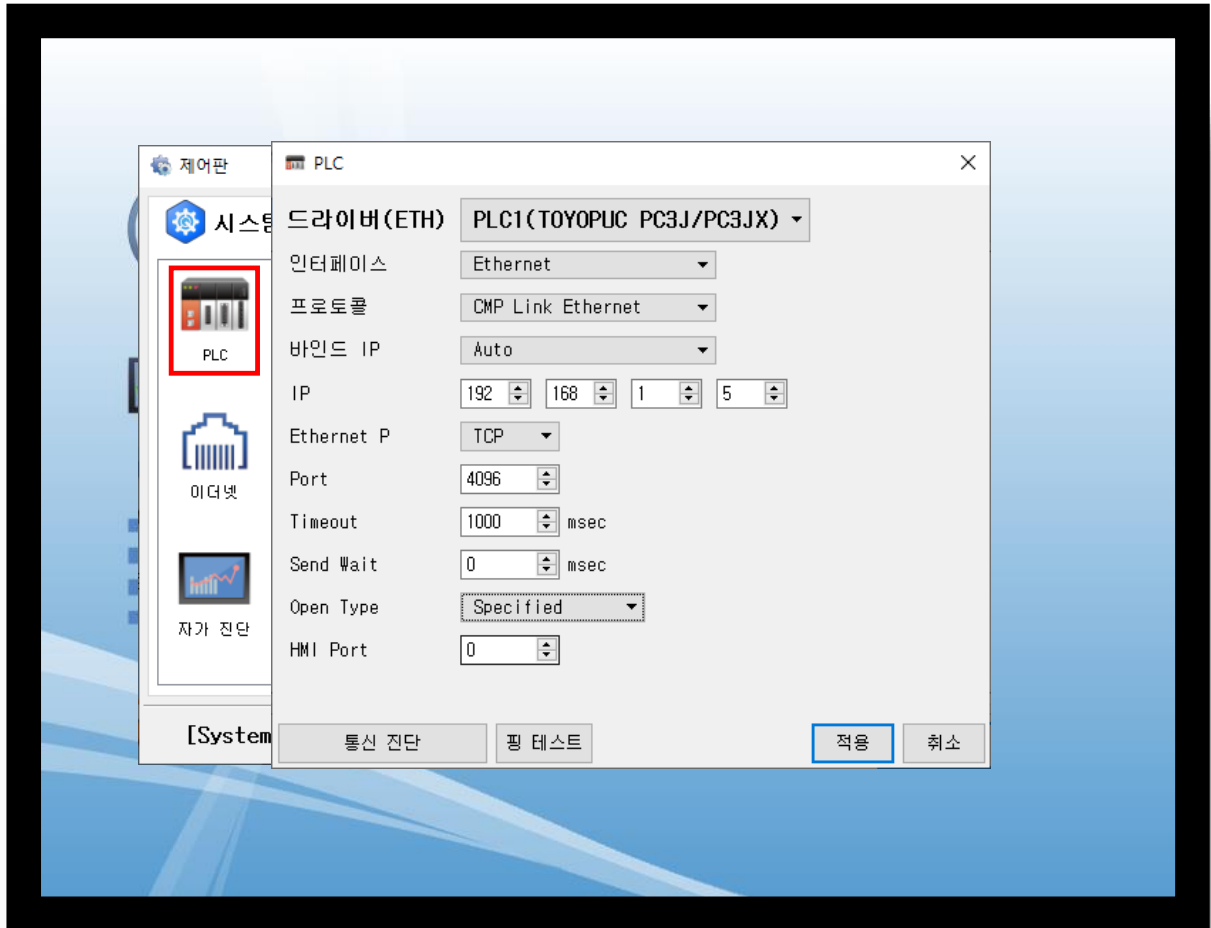 제어판
PLC
시스템
드라이버(ETH) PLC1(TOYOPUC PC3J/PC3JX)
인터페이스 Ethernet
프로토콜 CMP Link Ethernet
PLC
바인드 IP Auto
IP 192 168 1 5
Ethernet P TCP
Port 4096
이더넷
Timeout 1000 msec
Send Wait 0 msec
Open Type Specified
자가 진단
HMI Port 0
[System
통신 진단 핑 테스트 적용 취소